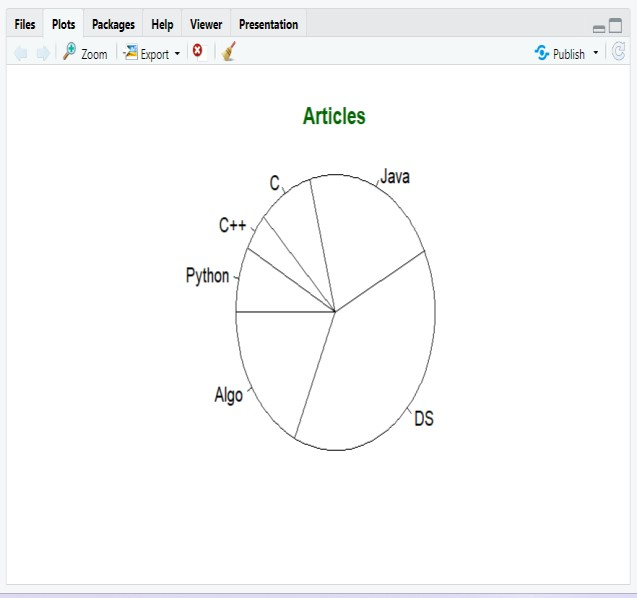 Files Plots Packages Help Viewer Presentation
Zoom Export Publish
Articles
C Java
C++
Python
Algo
DS